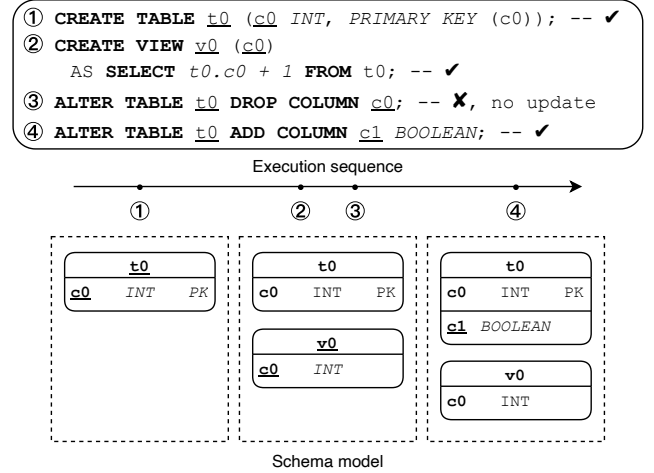 ① CREATE TABLE t0 (c0 INT, PRIMARY KEY (c0)); -- ✔
② CREATE VIEW v0 (c0)
AS SELECT t0.c0 + 1 FROM t0; -- ✔
③ ALTER TABLE t0 DROP COLUMN c0; -- ✘, no update
④ ALTER TABLE t0 ADD COLUMN c1 BOOLEAN; -- ✔
Execution sequence
① ② ③ ④
t0
c0 INT PK
t0
c0 INT PK
v0
c0 INT
t0
c0 INT PK
c1 BOOLEAN
v0
c0 INT
Schema model